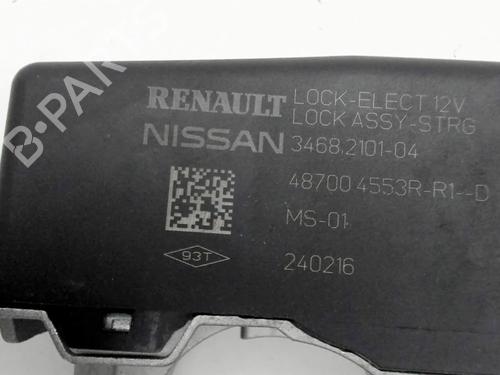 RENAULT LOCK-ELECT 12V
LOCK ASSY-STRG
NISSAN 3468.2101-04
48700 4553R-R1--D
MS-01
93T 240216
B-PARTS